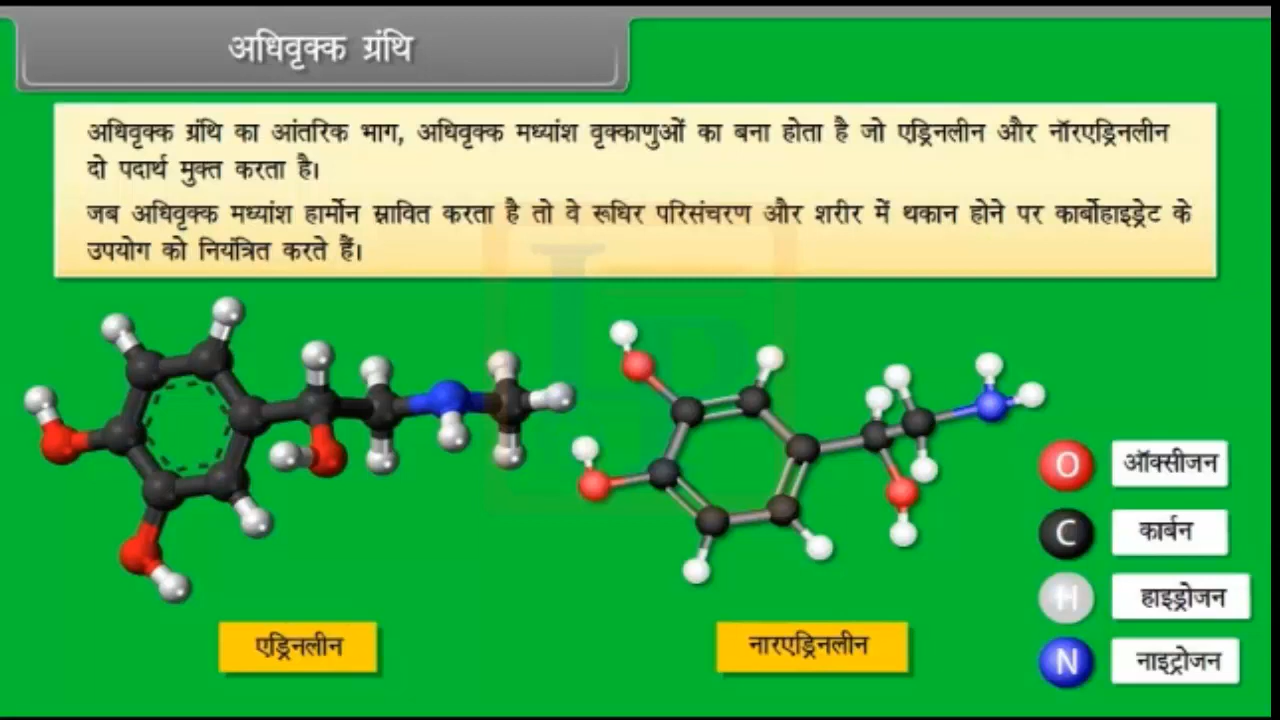 अधिवृक्क ग्रंथि
अधिवृक्क ग्रंथि का आंतरिक भाग, अधिवृक्क मध्यांश वृक्काणुओं का बना होता है जो एड्रिनलीन और नॉरएड्रिनलीन
दो पदार्थ मुक्त करता है।
जब अधिवृक्क मध्यांश हार्मोन स्रावित करता है तो वे रूधिर परिसंचरण और शरीर में थकान होने पर कार्बोहाइड्रेट के
उपयोग को नियंत्रित करते हैं।
O ऑक्सीजन
C कार्बन
H हाइड्रोजन
N नाइट्रोजन
एड्रिनलीन
नारएड्रिनलीन